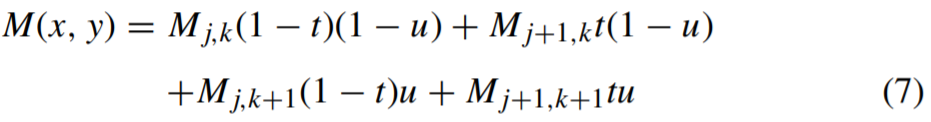 M(x, y) = M_{j,k}(1 − t)(1 − u) + M_{j+1,k}t(1 − u)
+M_{j,k+1}(1 − t)u + M_{j+1,k+1}tu (7)